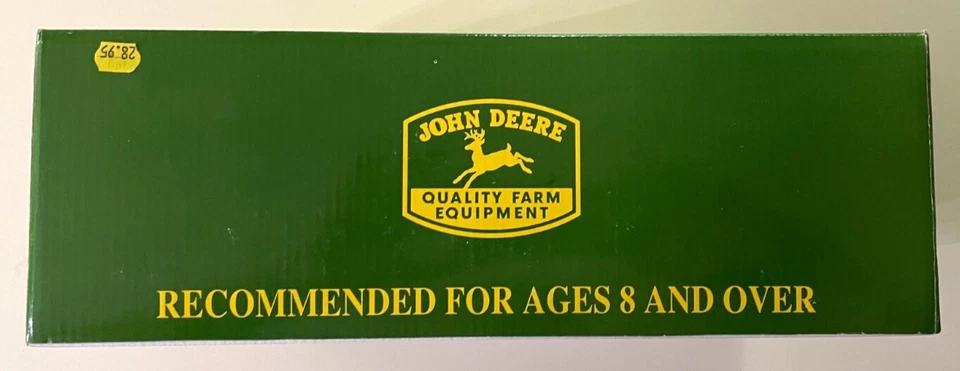 28.95
JOHN DEERE
QUALITY FARM
EQUIPMENT
RECOMMENDED FOR AGES 8 AND OVER